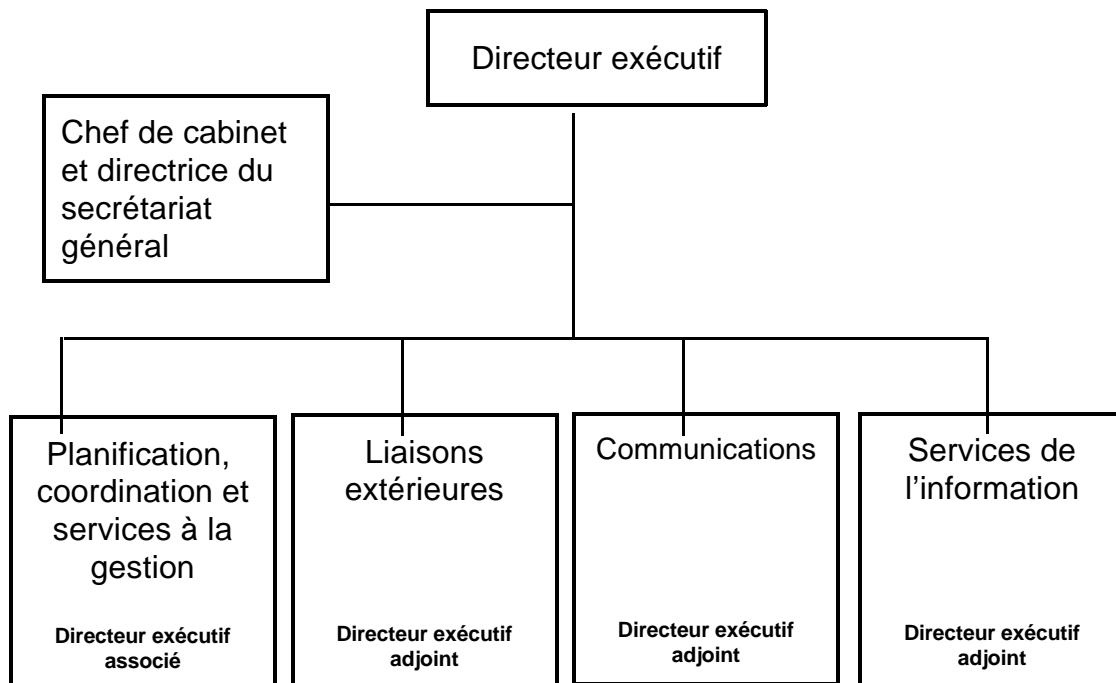 Directeur exécutif
Chef de cabinet
et directrice du
secrétariat
général
Planification,
coordination et
services à la
gestion
Directeur exécutif
associé
Liaisons
extérieures
Directeur exécutif
adjoint
Communications
Directeur exécutif
adjoint
Services de
l’information
Directeur exécutif
adjoint